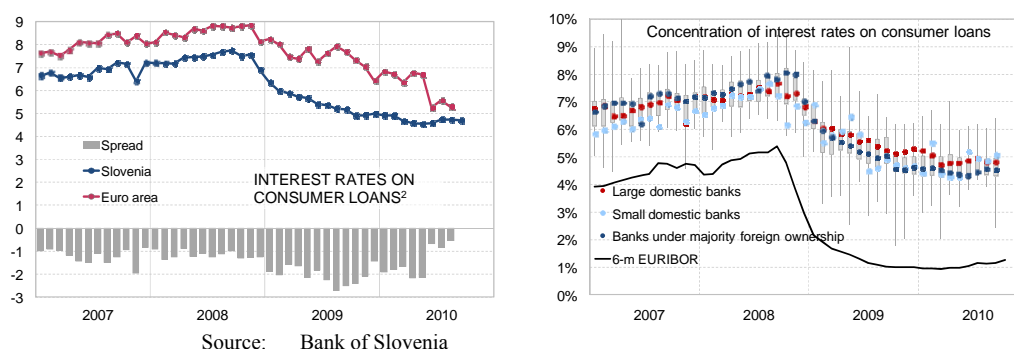 9
8
7
6
5
4
3
2
1
0
-1
-2
-3
Spread
Slovenia
Euro area
INTEREST RATES ON
CONSUMER LOANS²
2007 2008 2009 2010
10%
9%
8%
7%
6%
5%
4%
3%
2%
1%
0%
Concentration of interest rates on consumer loans
Large domestic banks
Small domestic banks
Banks under majority foreign ownership
6-m EURIBOR
2007 2008 2009 2010
Source: Bank of Slovenia